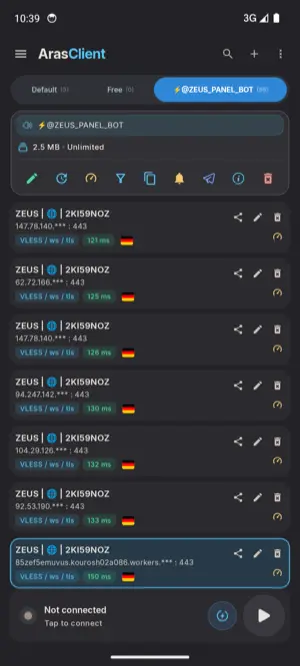 10:39
3G
ArasClient
Default (0)
Free (0)
⚡@ZEUS_PANEL_BOT
⚡@ZEUS_PANEL_BOT
2.5 MB · Unlimited
ZEUS | 🌐 | 2KI59NOZ
147.78.140.*** : 443
VLESS / ws / tls
121 ms
ZEUS | 🌐 | 2KI59NOZ
62.72.166.*** : 443
VLESS / ws / tls
125 ms
ZEUS | 🌐 | 2KI59NOZ
147.78.140.*** : 443
VLESS / ws / tls
126 ms
ZEUS | 🌐 | 2KI59NOZ
94.247.142.*** : 443
VLESS / ws / tls
130 ms
ZEUS | 🌐 | 2KI59NOZ
104.29.126.*** : 443
VLESS / ws / tls
132 ms
ZEUS | 🌐 | 2KI59NOZ
92.53.190.*** : 443
VLESS / ws / tls
133 ms
ZEUS | 🌐 | 2KI59NOZ
85zef5emuvus.kourosh02a086.workers.*** : 443
VLESS / ws / tls
190 ms
Not connected
Tap to connect